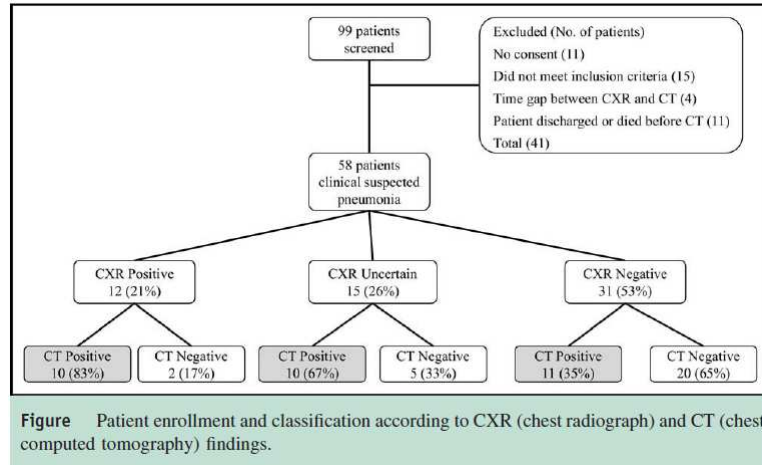 99 patients
screened
Excluded (No. of patients)
No consent (11)
Did not meet inclusion criteria (15)
Time gap between CXR and CT (4)
Patient discharged or died before CT (11)
Total (41)
58 patients
clinical suspected
pneumonia
CXR Positive
12 (21%)
CXR Uncertain
15 (26%)
CXR Negative
31 (53%)
CT Positive
10 (83%)
CT Negative
2 (17%)
CT Positive
10 (67%)
CT Negative
5 (33%)
CT Positive
11 (35%)
CT Negative
20 (65%)
Figure Patient enrollment and classification according to CXR (chest radiograph) and CT (chest
computed tomography) findings.